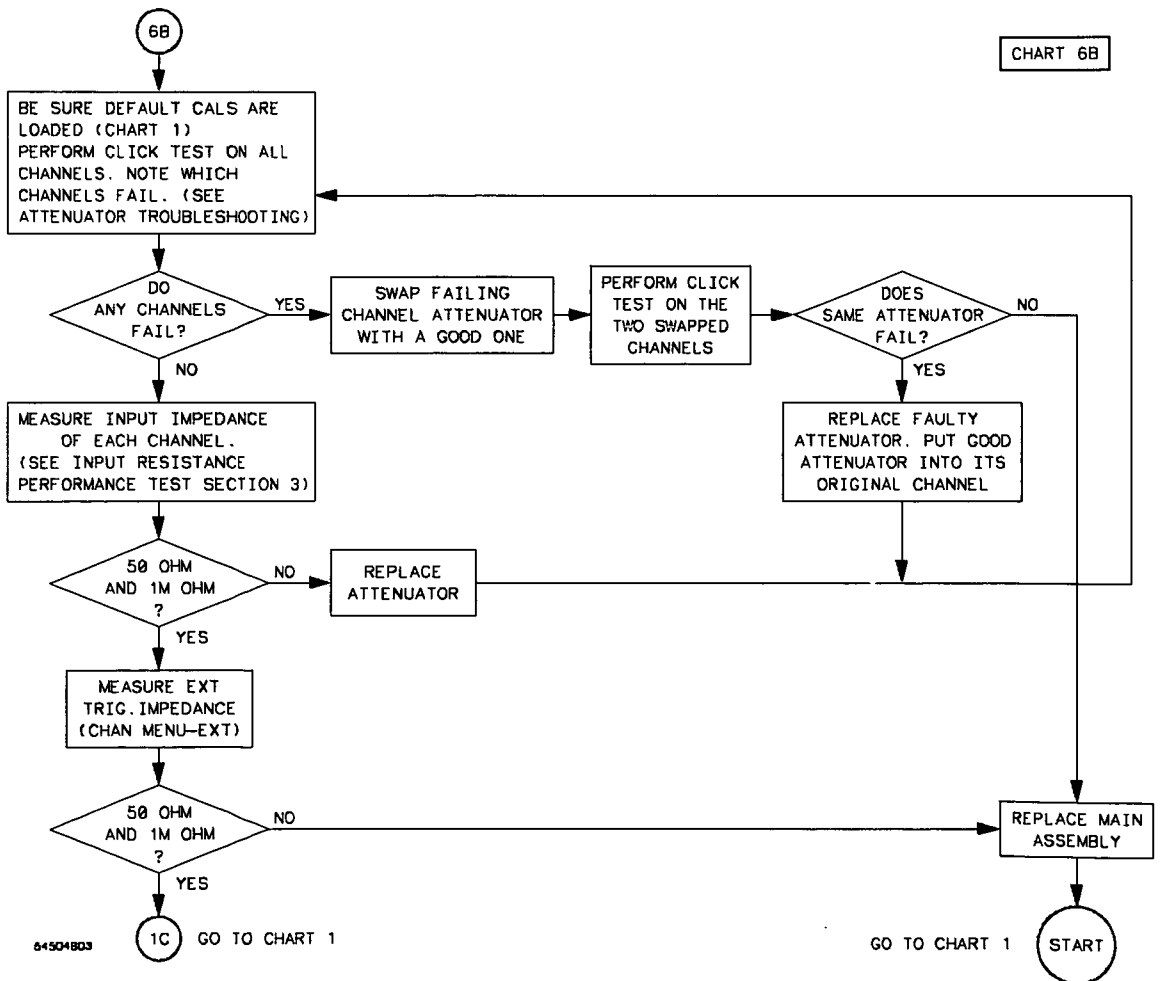 6B
CHART 6B
BE SURE DEFAULT CALS ARE
LOADED (CHART 1)
PERFORM CLICK TEST ON ALL
CHANNELS. NOTE WHICH
CHANNELS FAIL. (SEE
ATTENUATOR TROUBLESHOOTING)
DO
ANY CHANNELS
FAIL?
YES
NO
SWAP FAILING
CHANNEL ATTENUATOR
WITH A GOOD ONE
PERFORM CLICK
TEST ON THE
TWO SWAPPED
CHANNELS
DOES
SAME ATTENUATOR
FAIL?
NO
YES
REPLACE FAULTY
ATTENUATOR. PUT GOOD
ATTENUATOR INTO ITS
ORIGINAL CHANNEL
MEASURE INPUT IMPEDANCE
OF EACH CHANNEL.
(SEE INPUT RESISTANCE
PERFORMANCE TEST SECTION 3)
50 OHM
AND 1M OHM
?
NO
YES
REPLACE
ATTENUATOR
MEASURE EXT
TRIG.IMPEDANCE
(CHAN MENU-EXT)
50 OHM
AND 1M OHM
?
NO
YES
REPLACE MAIN
ASSEMBLY
54504B03
1C
GO TO CHART 1
GO TO CHART 1
START